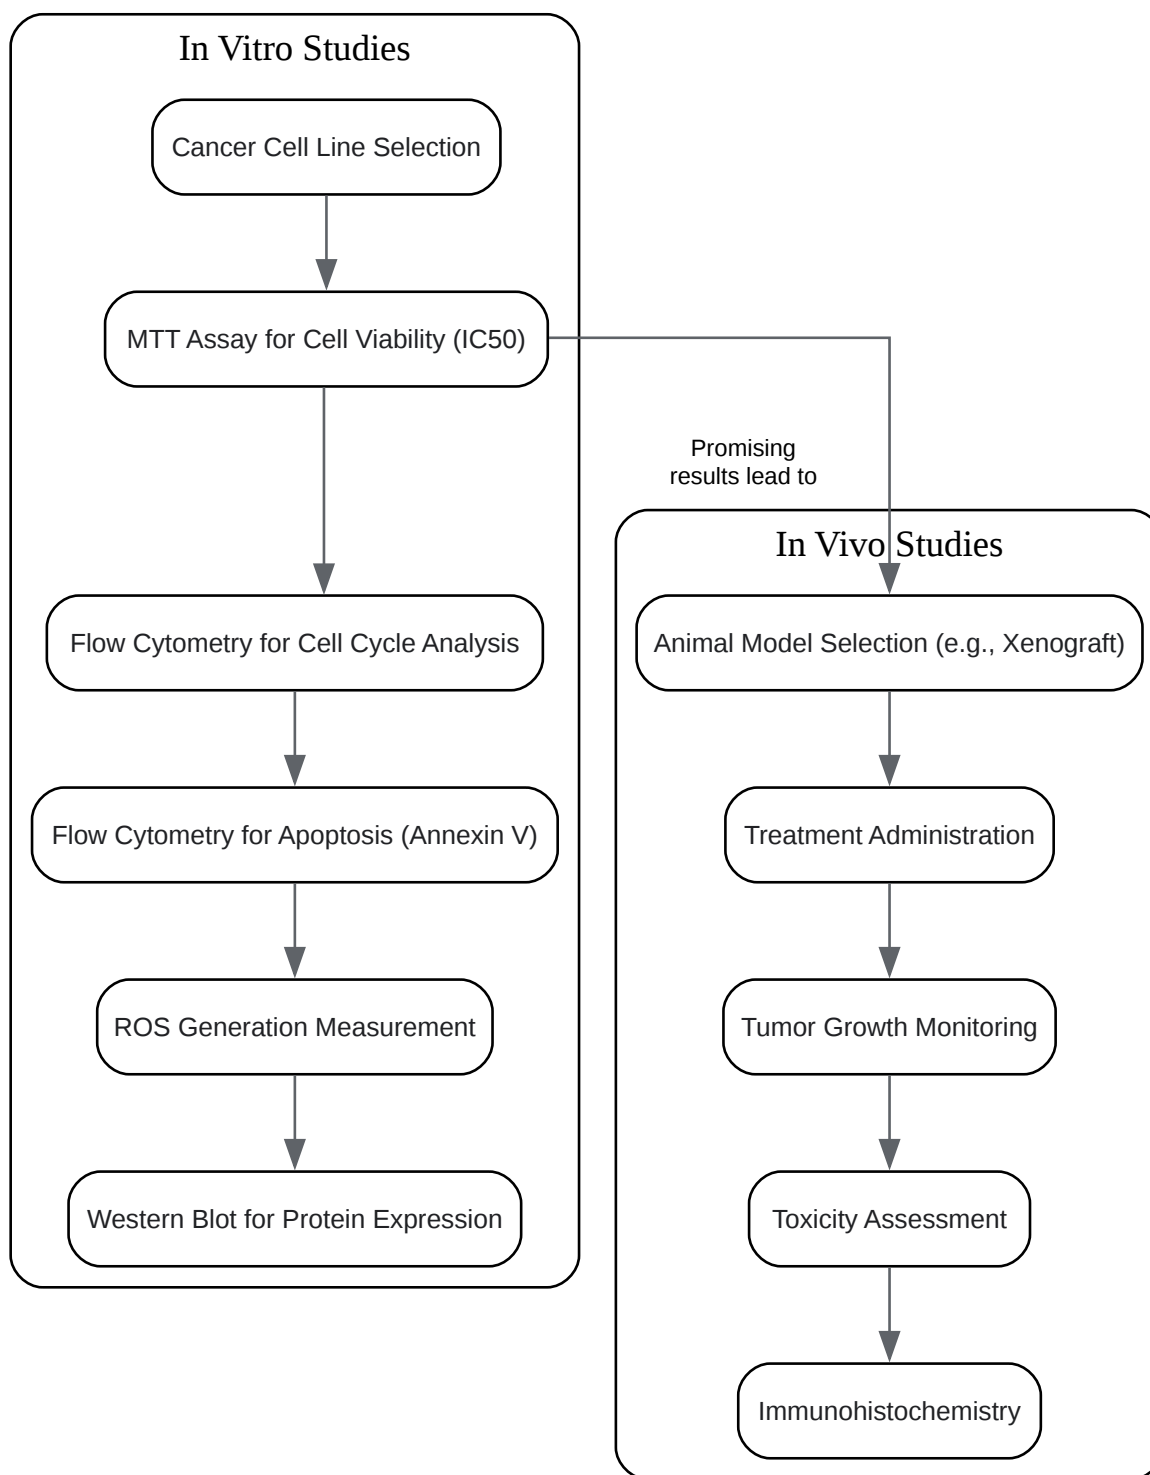 In Vitro Studies
Cancer Cell Line Selection
MTT Assay for Cell Viability (IC50)
Flow Cytometry for Cell Cycle Analysis
Flow Cytometry for Apoptosis (Annexin V)
ROS Generation Measurement
Western Blot for Protein Expression
Promising
results lead to
In Vivo Studies
Animal Model Selection (e.g., Xenograft)
Treatment Administration
Tumor Growth Monitoring
Toxicity Assessment
Immunohistochemistry